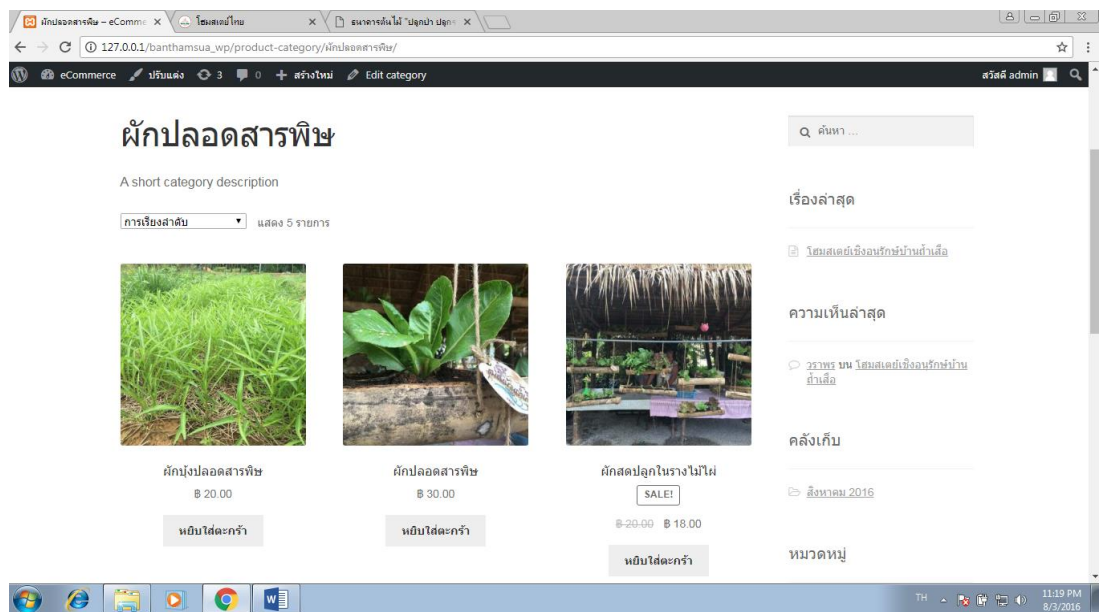 ผักปลอดสารพิษ – eComme
โฮมสเตย์ไทย
ธนาคารต้นไม้ "ปลูกป่า ปลูก
127.0.0.1/banthamsua_wp/product-category/ผักปลอดสารพิษ/
eCommerce ปรับแต่ง 3 0 สร้างใหม่ Edit category สวัสดี admin
ผักปลอดสารพิษ
ค้นหา ...
A short category description
การเรียงลำดับ แสดง 5 รายการ
เรื่องล่าสุด
โฮมสเตย์เชิงอนุรักษ์บ้านถ้ำเสือ
ความเห็นล่าสุด
วราพร บน โฮมสเตย์เชิงอนุรักษ์บ้าน
ถ้ำเสือ
คลังเก็บ
สิงหาคม 2016
หมวดหมู่
ผักบุ้งปลอดสารพิษ
฿ 20.00
หยิบใส่ตะกร้า
ผักปลอดสารพิษ
฿ 30.00
หยิบใส่ตะกร้า
ผักสดปลูกในรางไม้ไผ่
SALE!
฿ 20.00 ฿ 18.00
หยิบใส่ตะกร้า
TH
11:19 PM
8/3/2016